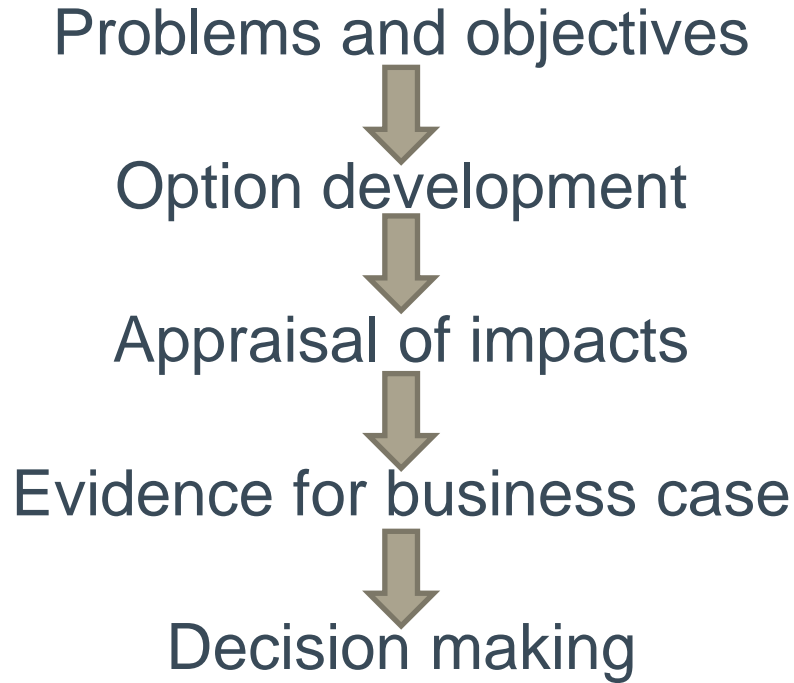 Problems and objectives
Option development
Appraisal of impacts
Evidence for business case
Decision making